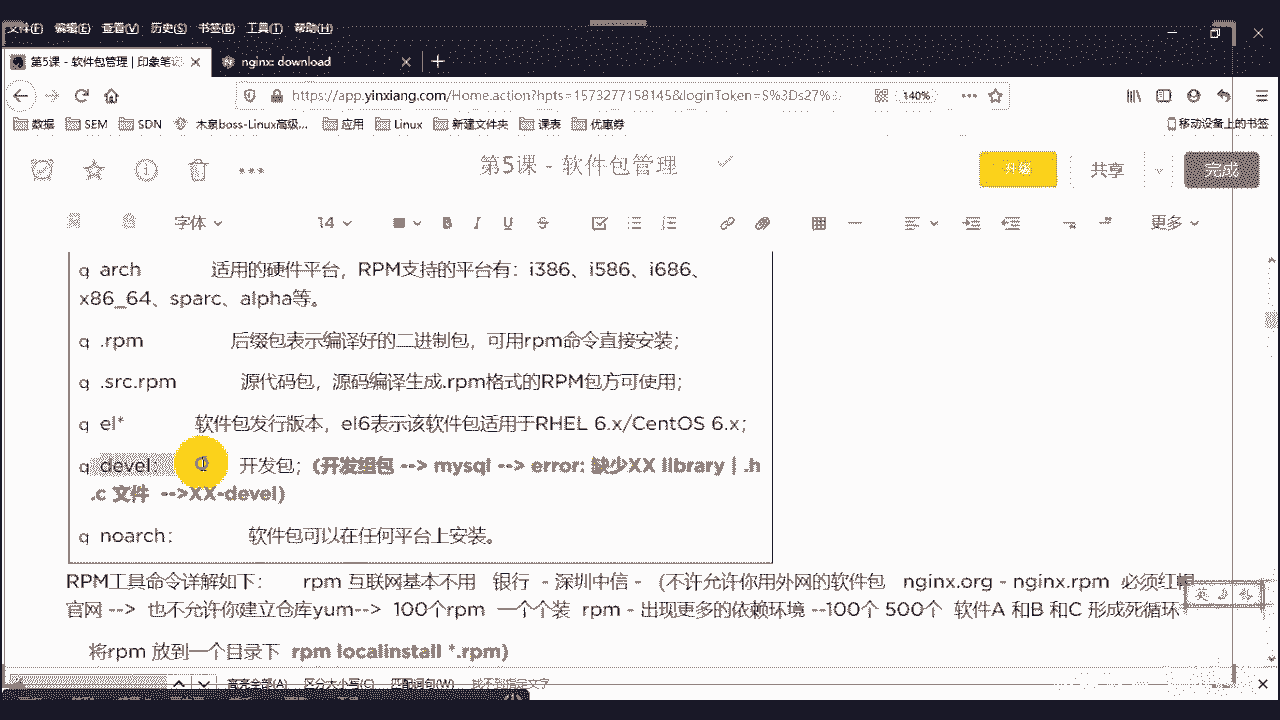 文件(F) 编辑(E) 查看(V) 历史(S) 书签(B) 工具(T) 帮助(H)
第5课 - 软件包管理 | 印象笔记
nginx: download
https://app.yinxiang.com/Home.action?hpts=1573277158145&loginToken=S%3Ds27%
140%
数据 SEM SDN 木泉boss-Linux高级... 应用 Linux 新建文件夹 课表 优惠券 移动设备上的书签
第5课 - 软件包管理
升级 共享 完成
字体 14 B I U S 更多
q arch 适用的硬件平台，RPM支持的平台有：i386、i586、i686、
x86_64、sparc、alpha等。
q .rpm 后缀包表示编译好的二进制包，可用rpm命令直接安装；
q .src.rpm 源代码包，源码编译生成.rpm格式的RPM包方可使用；
q el* 软件包发行版本，el6表示该软件包适用于RHEL 6.x/CentOS 6.x；
q devel： 开发包；(开发组包 --> mysql --> error: 缺少XX library | .h
.c 文件 -->XX-devel)
q noarch： 软件包可以在任何平台上安装。
RPM工具命令详解如下： rpm 互联网基本不用 银行 - 深圳中信 - (不许允许你用外网的软件包 nginx.org - nginx.rpm 必须红帽
官网 --> 也不允许你建立仓库yum--> 100个rpm 一个个装 rpm - 出现更多的依赖环境 --100个 500个 软件A 和B 和C 形成死循环
将rpm 放到一个目录下 rpm localinstall *.rpm)
高亮全部(A) 区分大小写(C) 匹配词句(W) 找不到指定文字